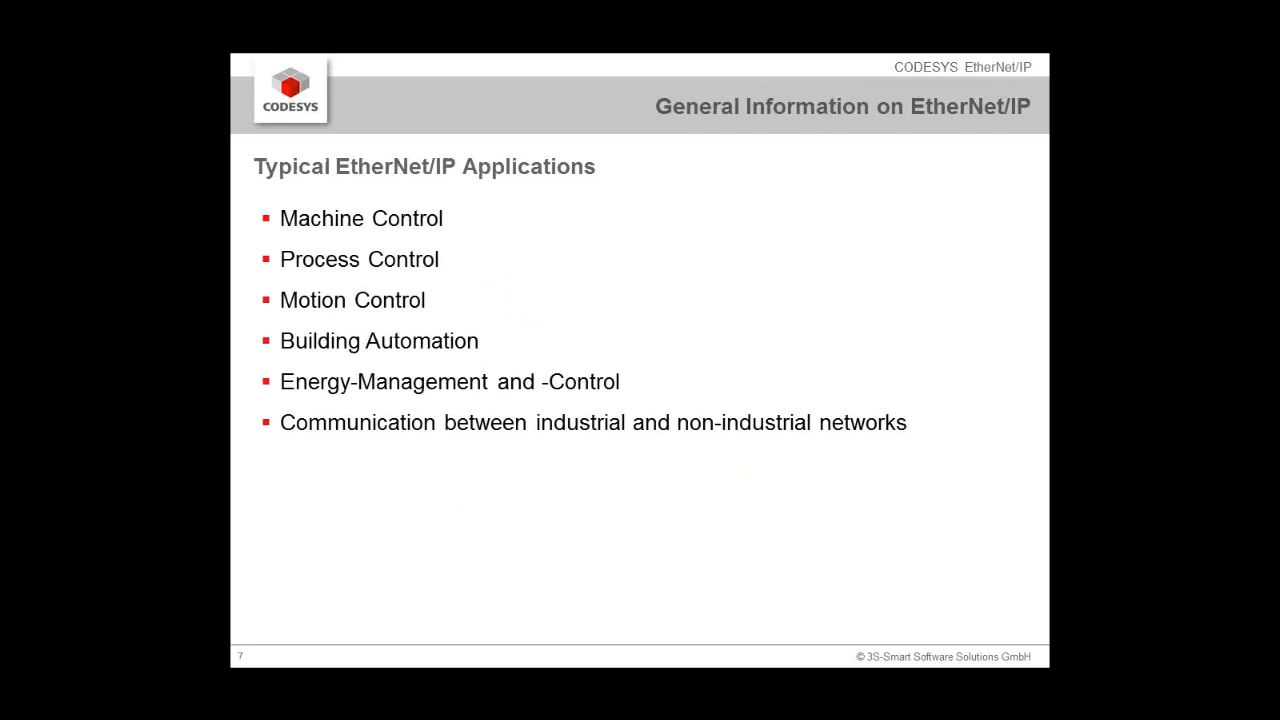 CODESYS EtherNet/IP
CODESYS
General Information on EtherNet/IP
Typical EtherNet/IP Applications
Machine Control
Process Control
Motion Control
Building Automation
Energy-Management and -Control
Communication between industrial and non-industrial networks
7
© 3S-Smart Software Solutions GmbH